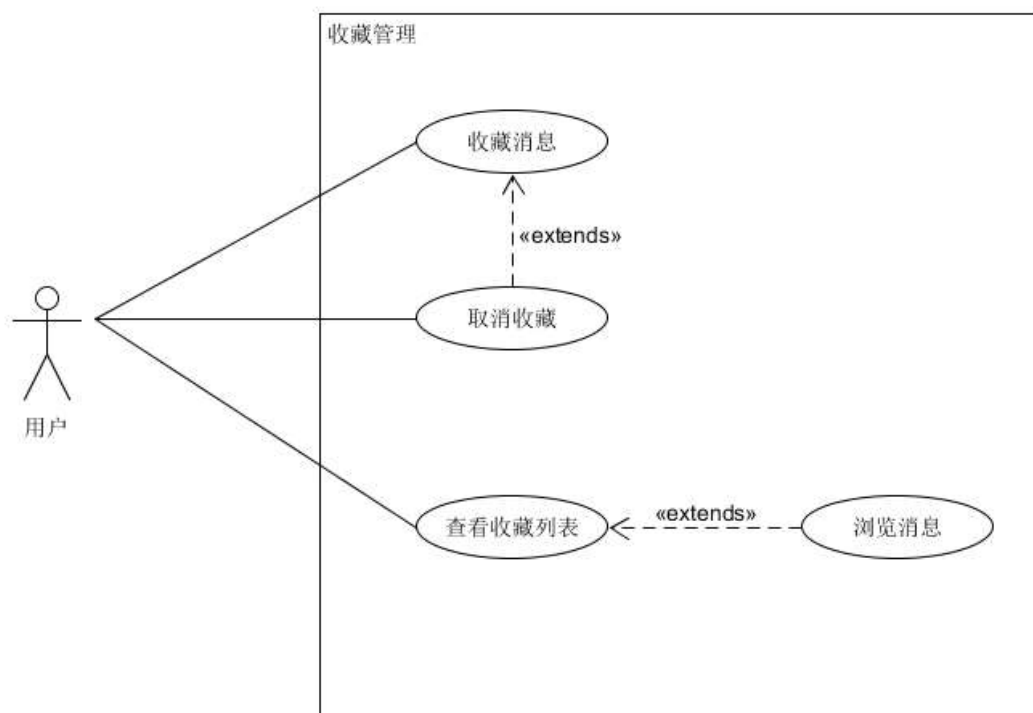 收藏管理
收藏消息
«extends»
取消收藏
用户
查看收藏列表
«extends»
浏览消息